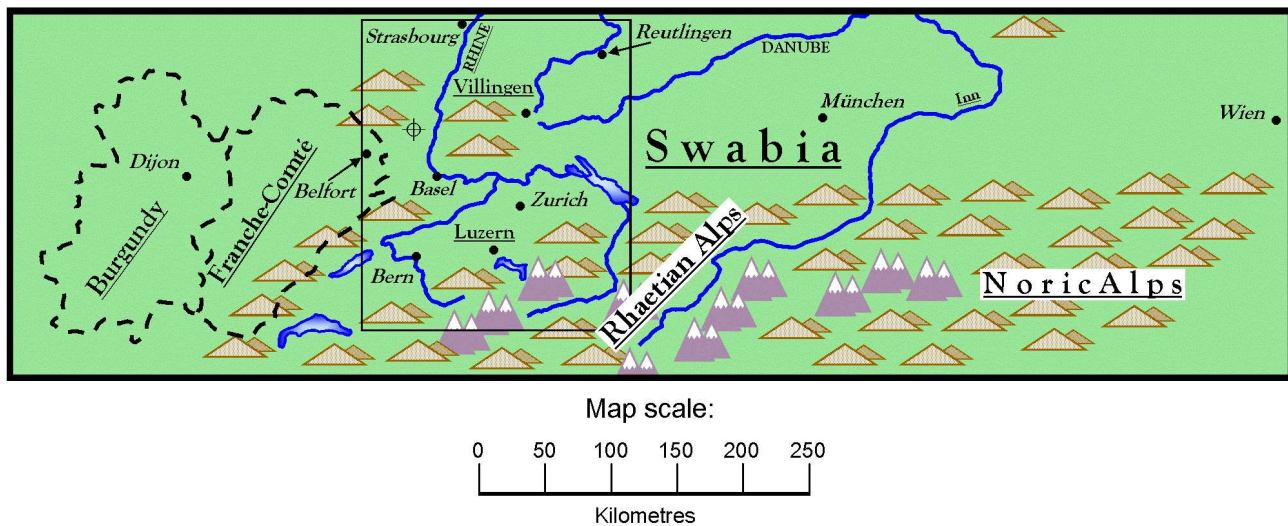 Strasbourg
RHINE
Reutlingen
DANUBE
Villingen
München
Inn
Wien
Swabia
Dijon
Belfort
Franche-Comté
Burgundy
Basel
Zurich
Luzern
Bern
Rhaetian Alps
NoricAlps
Map scale:
0 50 100 150 200 250
Kilometres